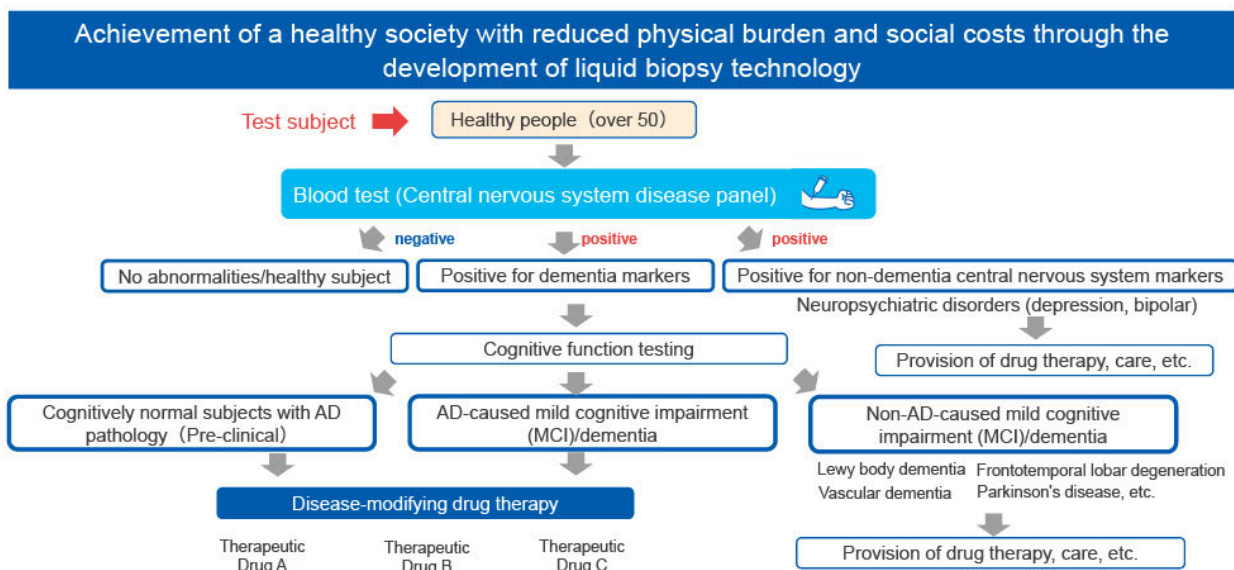 Achievement of a healthy society with reduced physical burden and social costs through the
development of liquid biopsy technology
Test subject
Healthy people（over 50）
Blood test (Central nervous system disease panel)
negative
positive
positive
No abnormalities/healthy subject
Positive for dementia markers
Positive for non-dementia central nervous system markers
Neuropsychiatric disorders (depression, bipolar)
Cognitive function testing
Provision of drug therapy, care, etc.
Cognitively normal subjects with AD
pathology（Pre-clinical）
AD-caused mild cognitive impairment
(MCI)/dementia
Non-AD-caused mild cognitive
impairment (MCI)/dementia
Lewy body dementia
Vascular dementia
Frontotemporal lobar degeneration
Parkinson's disease, etc.
Disease-modifying drug therapy
Therapeutic
Drug A
Therapeutic
Drug B
Therapeutic
Drug C
Provision of drug therapy, care, etc.